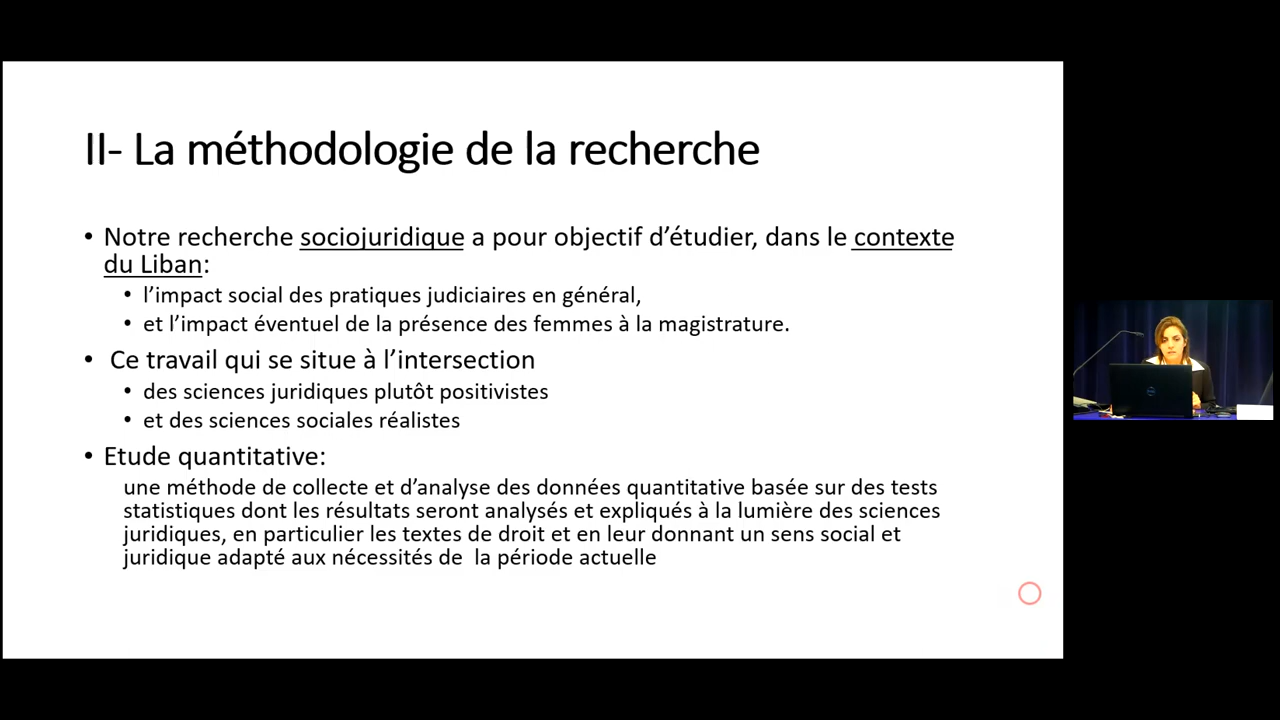 II- La méthodologie de la recherche
• Notre recherche sociojuridique a pour objectif d’étudier, dans le contexte
du Liban:
• l’impact social des pratiques judiciaires en général,
• et l’impact éventuel de la présence des femmes à la magistrature.
• Ce travail qui se situe à l’intersection
• des sciences juridiques plutôt positivistes
• et des sciences sociales réalistes
• Etude quantitative:
une méthode de collecte et d’analyse des données quantitative basée sur des tests
statistiques dont les résultats seront analysés et expliqués à la lumière des sciences
juridiques, en particulier les textes de droit et en leur donnant un sens social et
juridique adapté aux nécessités de  la période actuelle